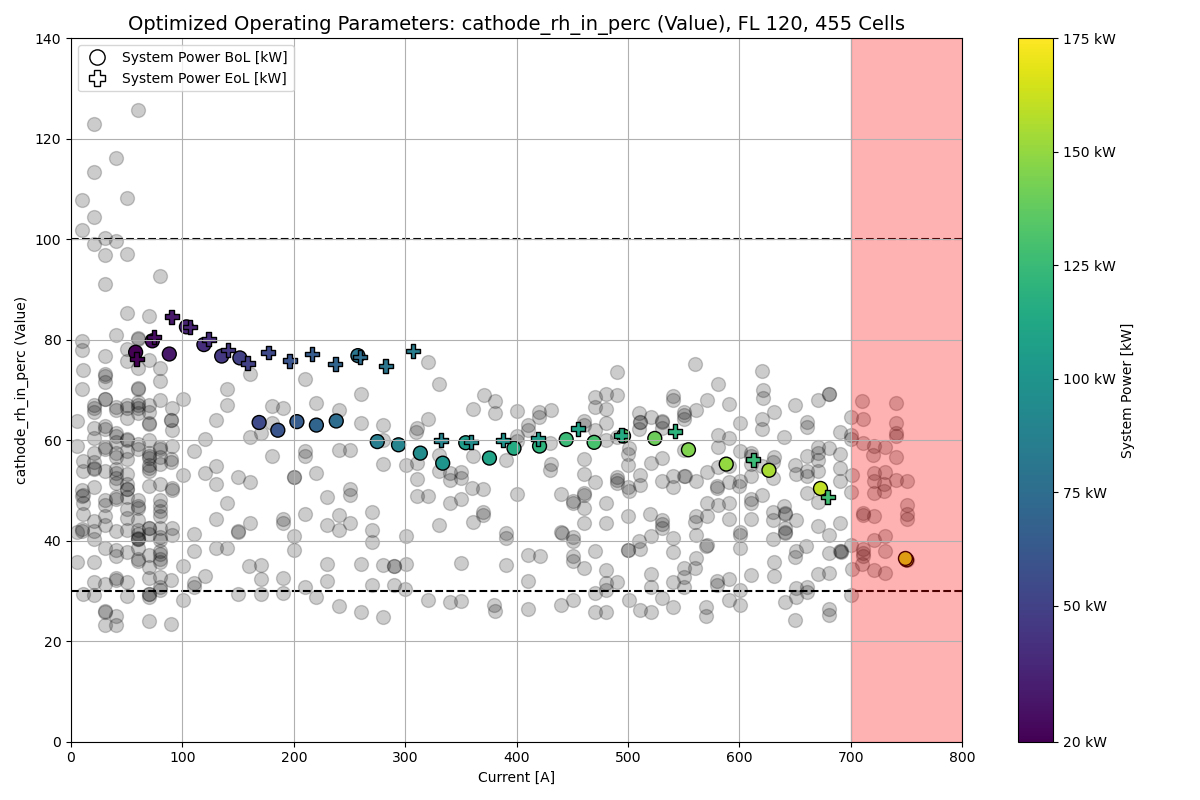 Optimized Operating Parameters: cathode_rh_in_perc (Value), FL 120, 455 Cells
System Power BoL [kW]
System Power EoL [kW]
cathode_rh_in_perc (Value)
140
120
100
80
60
40
20
0
0
100
200
300
400
500
600
700
800
Current [A]
175 kW
150 kW
125 kW
100 kW
75 kW
50 kW
20 kW
System Power [kW]